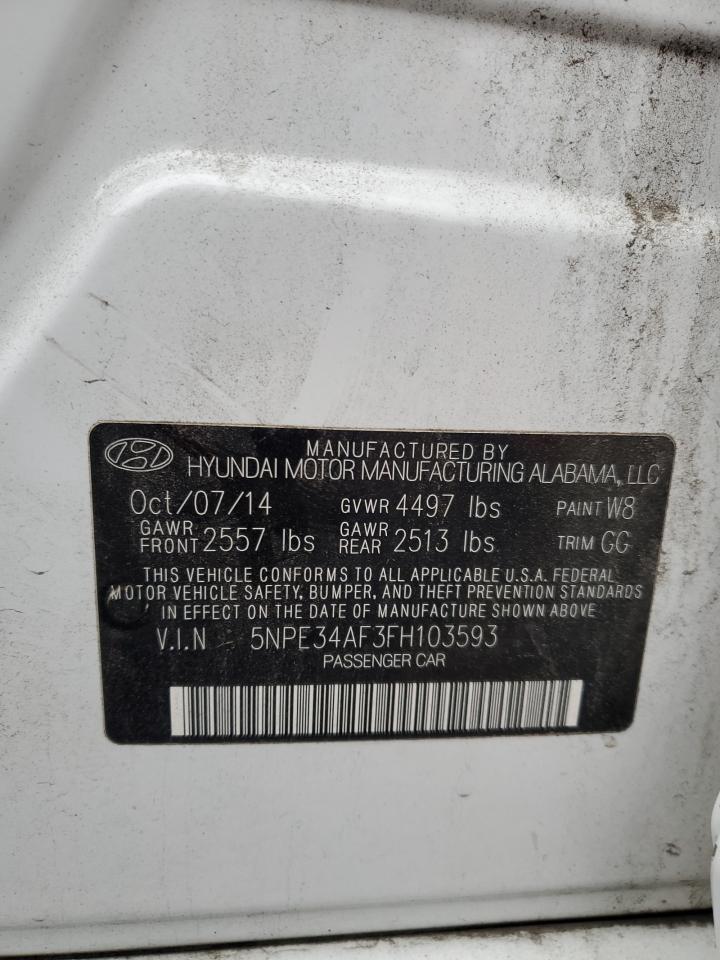 MANUFACTURED BY
HYUNDAI MOTOR MANUFACTURING ALABAMA, LLC
Oct/07/14 GVWR 4497 lbs PAINT W8
GAWR FRONT 2557 lbs GAWR REAR 2513 lbs TRIM GG
THIS VEHICLE CONFORMS TO ALL APPLICABLE U.S.A. FEDERAL
MOTOR VEHICLE SAFETY, BUMPER, AND THEFT PREVENTION STANDARDS
IN EFFECT ON THE DATE OF MANUFACTURE SHOWN ABOVE
V.I.N 5NPE34AF3FH103593
PASSENGER CAR